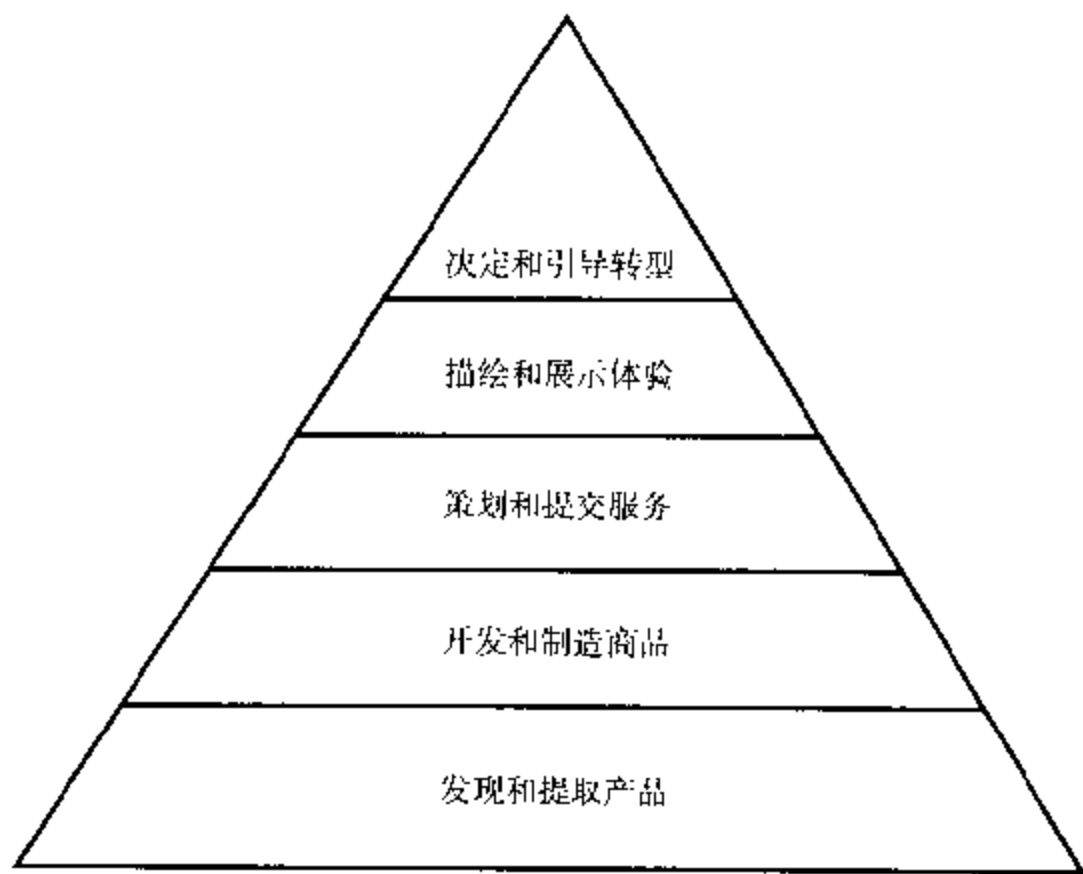 决定和引导转型
描绘和展示体验
策划和提交服务
开发和制造商品
发现和提取产品